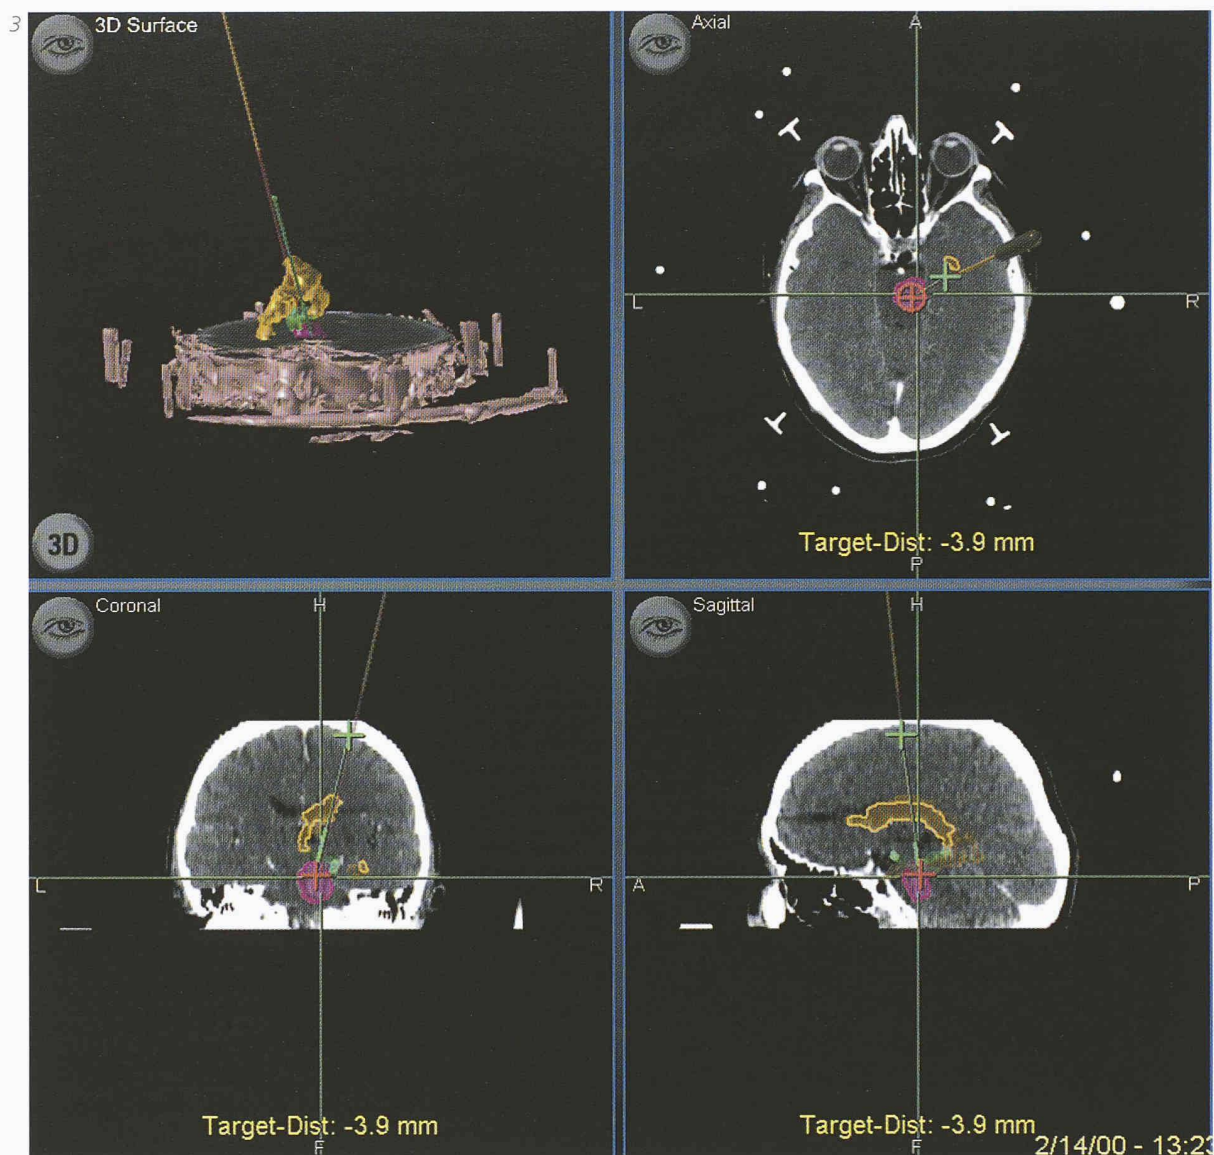 3
3D Surface
3D
Axial
A
L
R
Target-Dist: -3.9 mm
P
Coronal
H
L
R
Target-Dist: -3.9 mm
F
Sagittal
H
A
P
Target-Dist: -3.9 mm
F
2/14/00 - 13:23